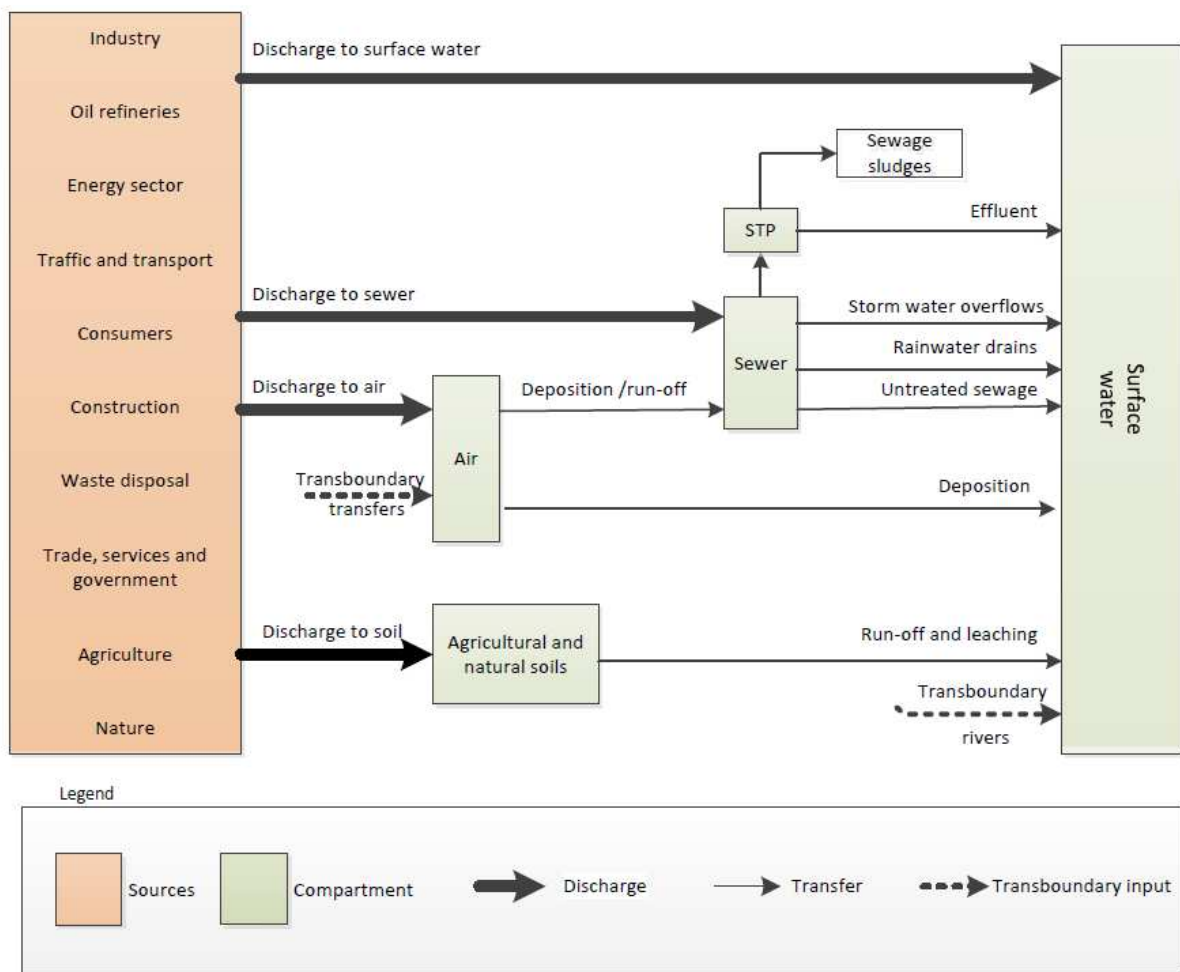 Industry
Oil refineries
Energy sector
Traffic and transport
Consumers
Construction
Waste disposal
Trade, services and
government
Agriculture
Nature
Discharge to surface water
Sewage
sludges
STP
Effluent
Discharge to sewer
Storm water overflows
Sewer
Rainwater drains
Untreated sewage
Discharge to air
Deposition /run-off
Air
Transboundary
transfers
Deposition
Discharge to soil
Agricultural and
natural soils
Run-off and leaching
Transboundary
rivers
Surface
water
Legend
Sources
Compartment
Discharge
Transfer
Transboundary input